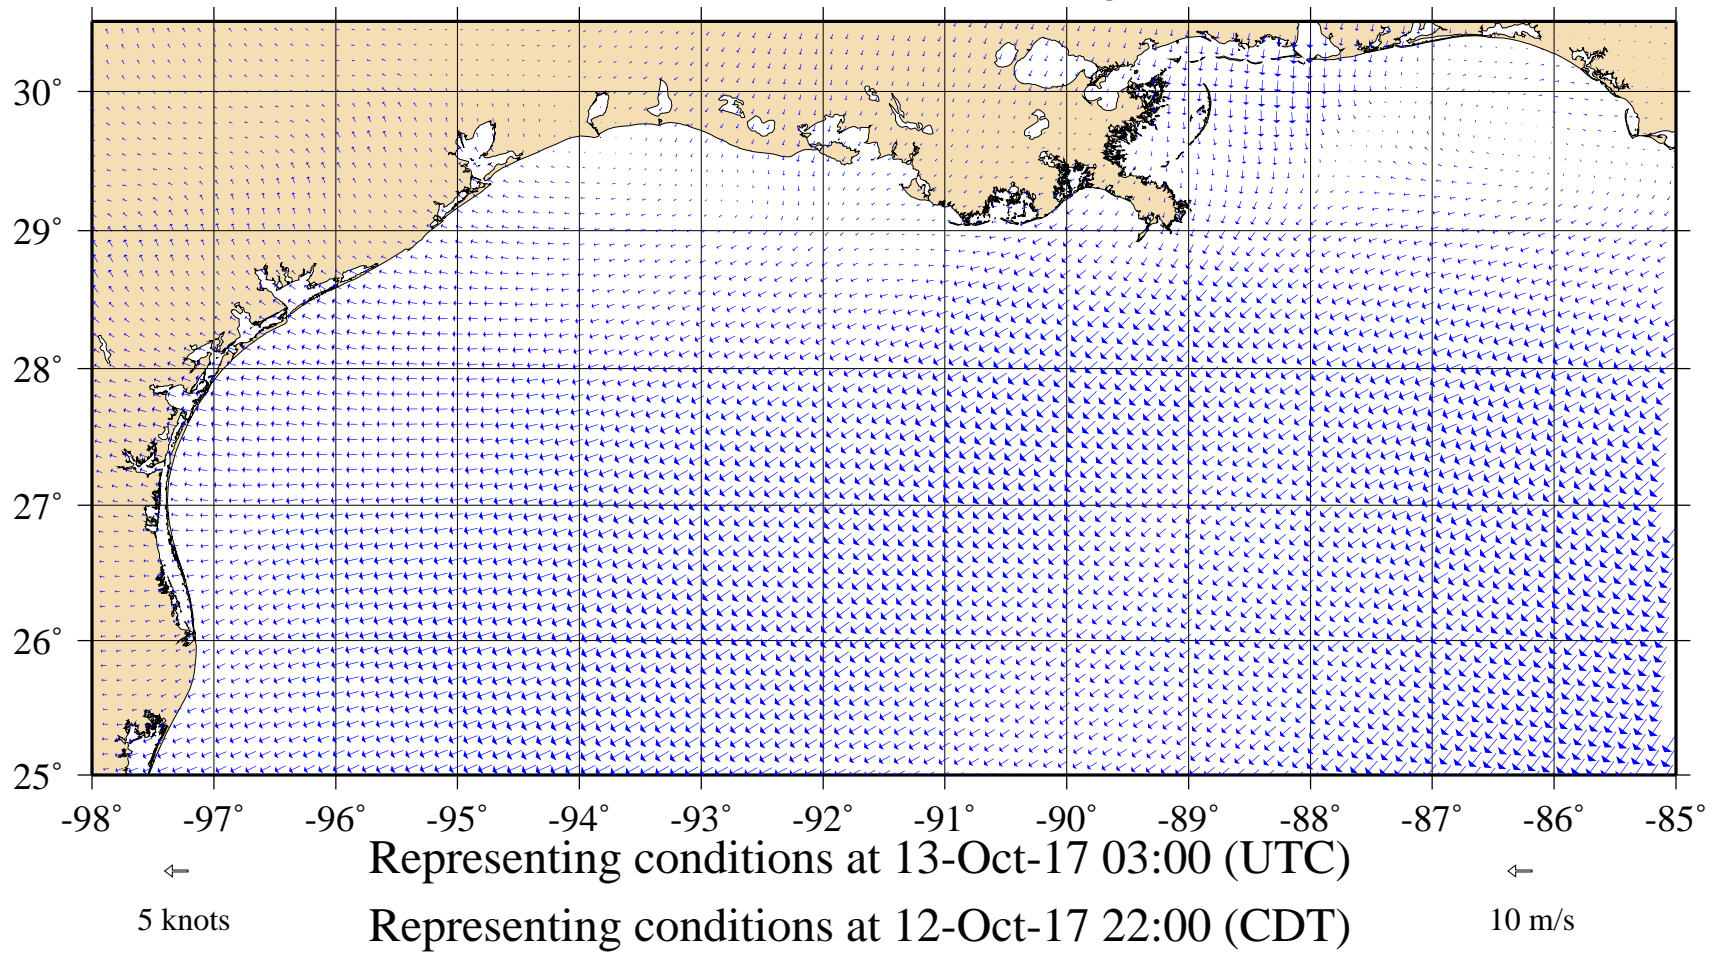 30°
29°
28°
27°
26°
25°
-98° -97° -96° -95° -94° -93° -92° -91° -90° -89° -88° -87° -86° -85°
Representing conditions at 13-Oct-17 03:00 (UTC)
5 knots
Representing conditions at 12-Oct-17 22:00 (CDT)
10 m/s